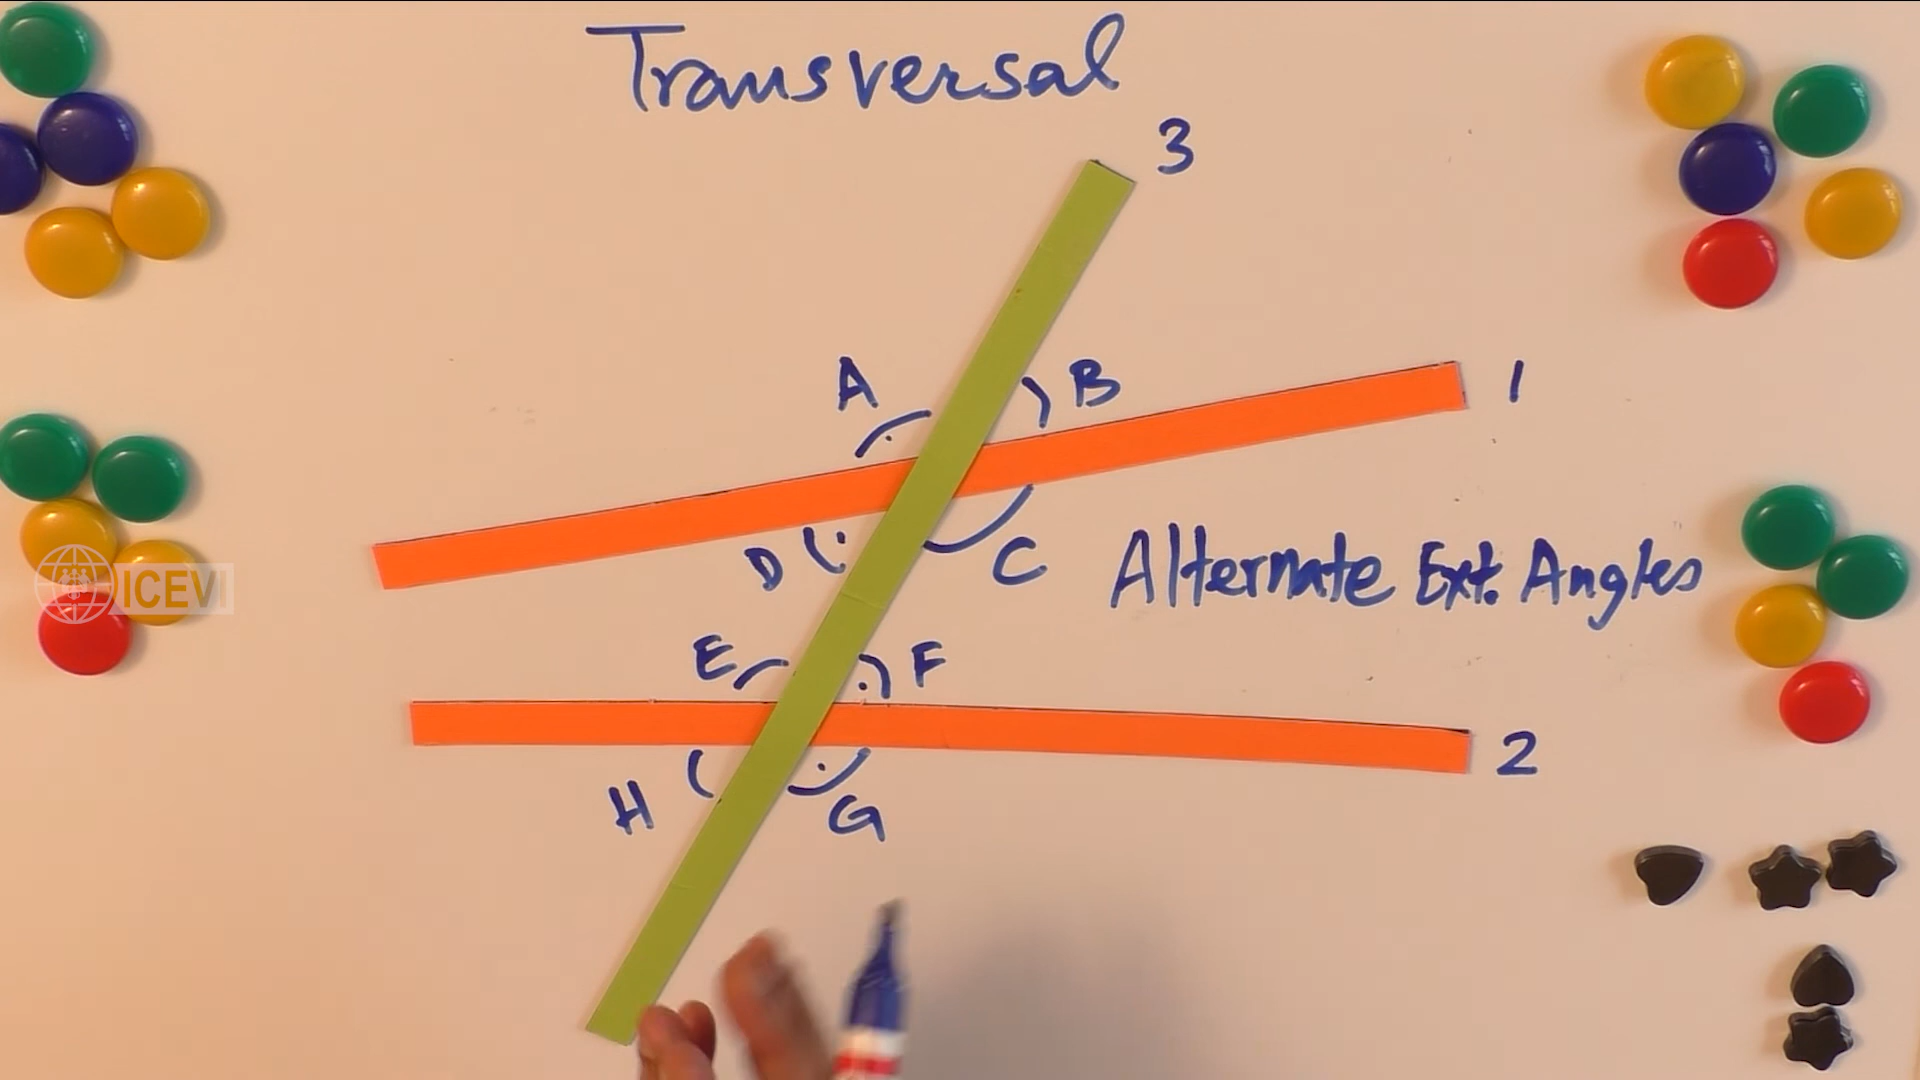 Transversal
3
A
B
1
D
C
Alternate Ext. Angles
E
F
2
H
G
ICEVI